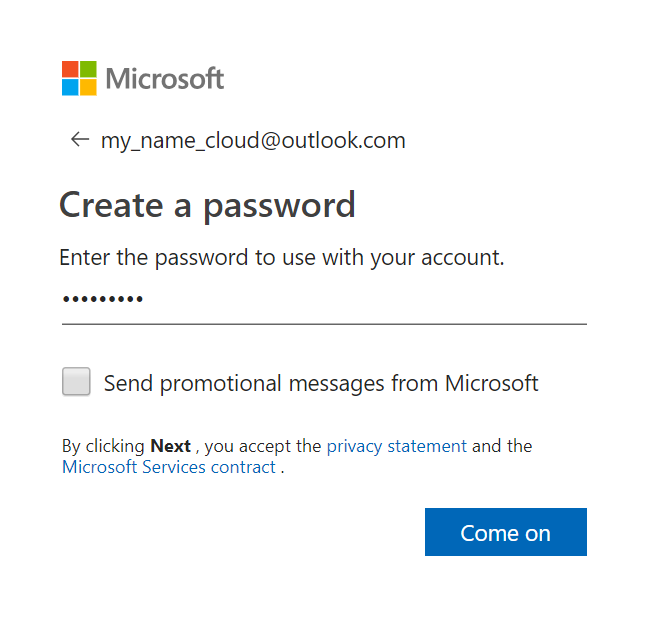 Microsoft
← my_name_cloud@outlook.com
Create a password
Enter the password to use with your account.
•••••••••
Send promotional messages from Microsoft
By clicking Next , you accept the privacy statement and the
Microsoft Services contract .
Come on